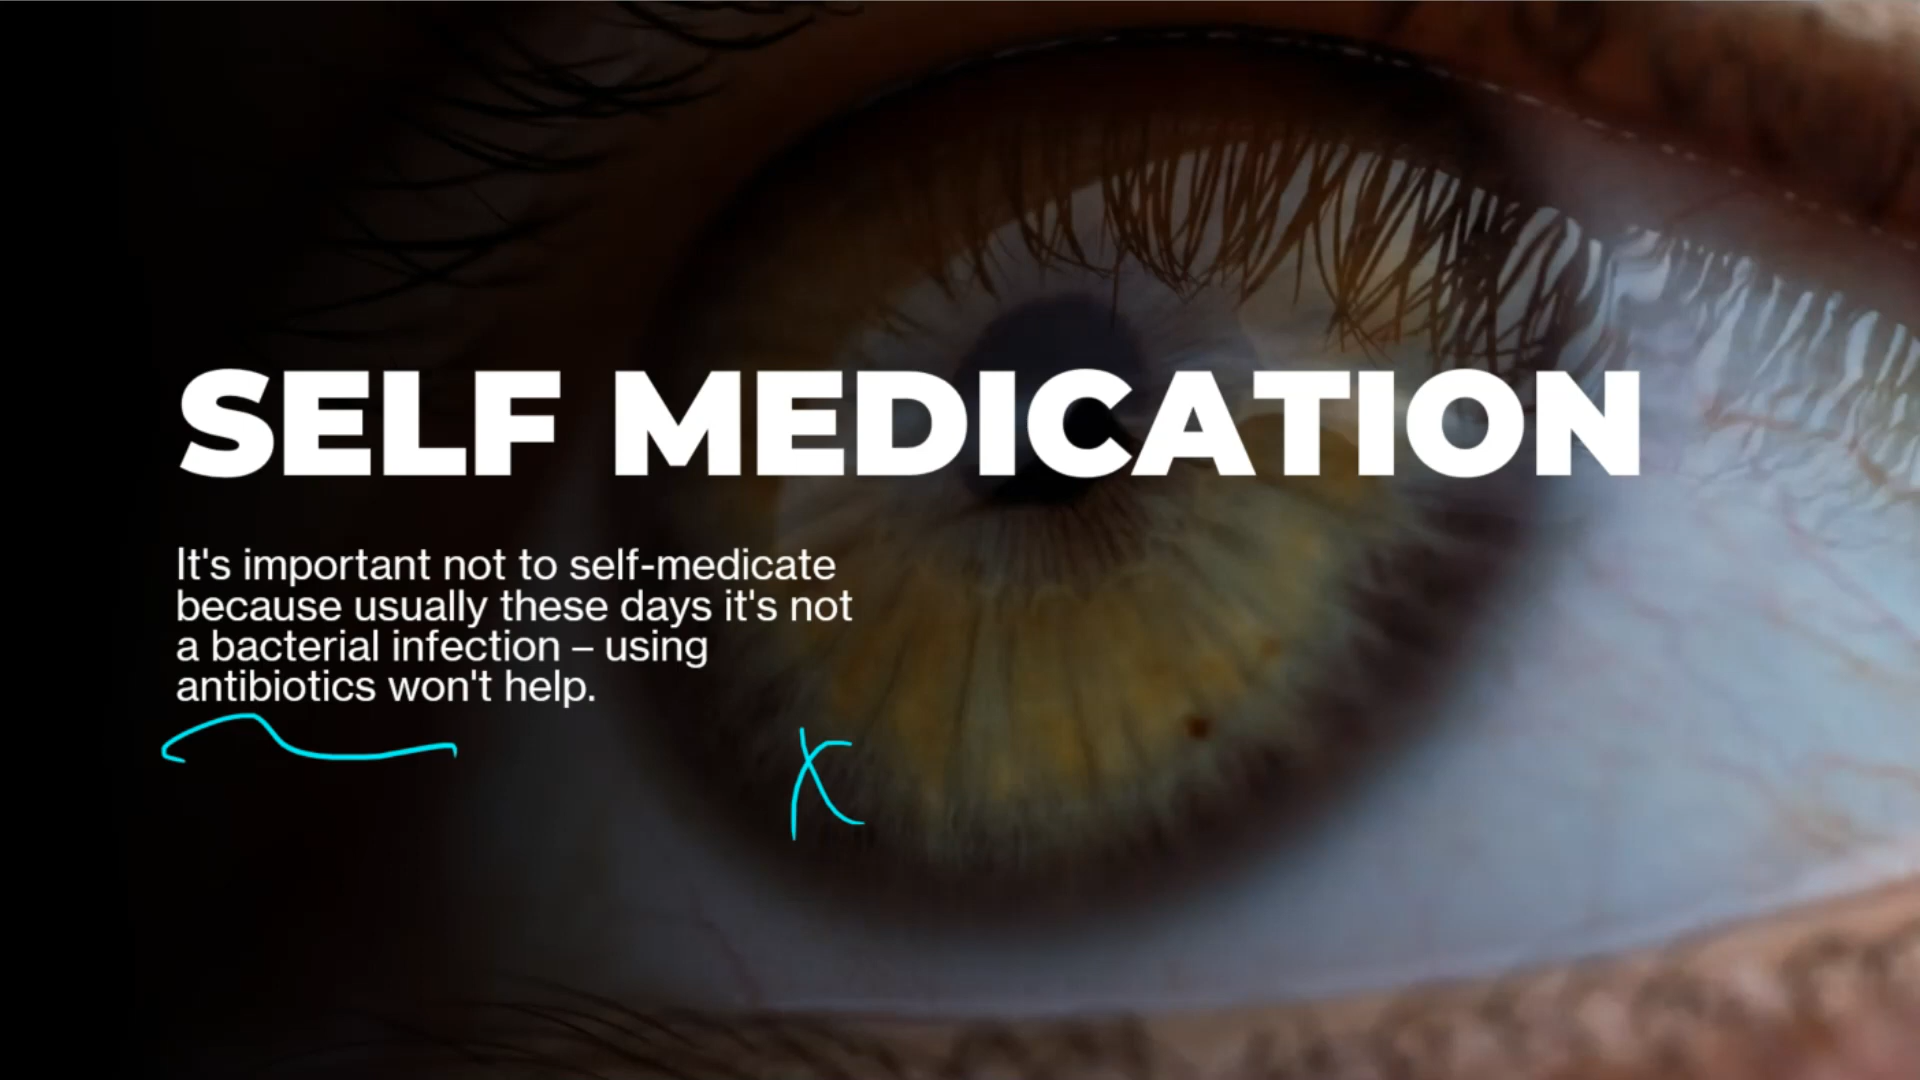 SELF MEDICATION
It's important not to self-medicate
because usually these days it's not
a bacterial infection – using
antibiotics won't help.